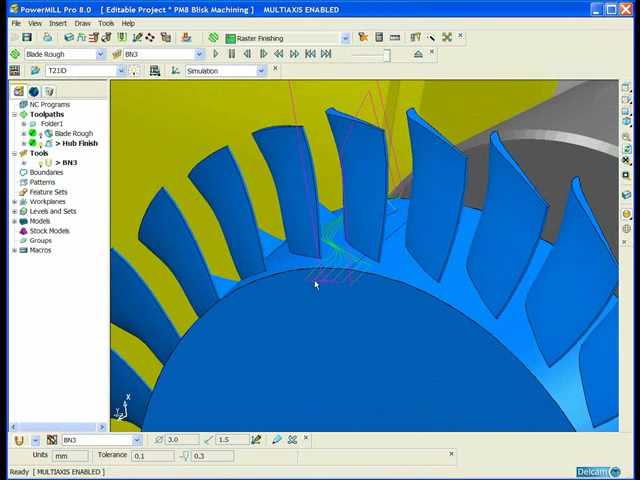 PowerMILL Pro 8.0 [ Editable Project * PM8 Blisk Machining ] MULTIAXIS ENABLED
File View Insert Draw Tools Help
Raster Finishing
Blade Rough BN3
T21ID Simulation
NC Programs
Toolpaths
Folder1
Blade Rough
> Hub Finish
Tools
> BN3
Boundaries
Patterns
Feature Sets
Workplanes
Levels and Sets
Models
Stock Models
Groups
Macros
X
Y
Z
BN3 3.0 1.5
Units mm Tolerance 0.1 0.3
Ready [ MULTIAXIS ENABLED ] Delcam